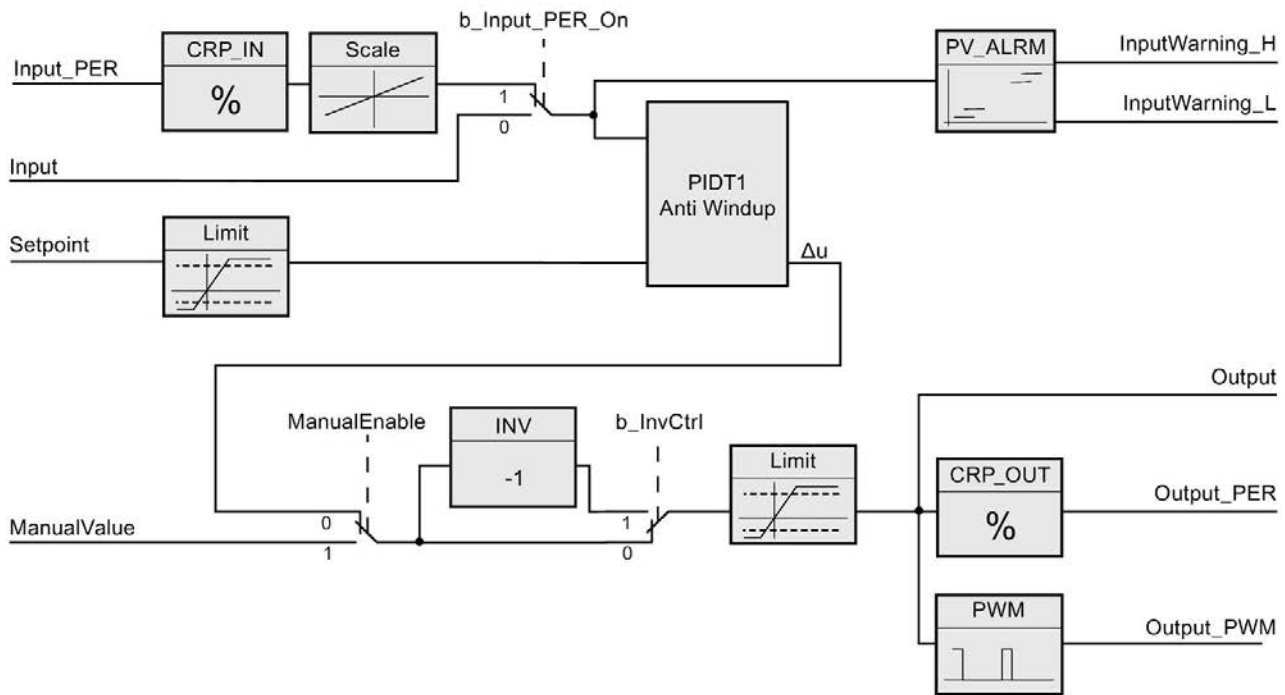 b_Input_PER_On
CRP_IN
Scale
PV_ALRM
InputWarning_H
Input_PER
%
1
0
InputWarning_L
Input
PIDT1
Anti Windup
Setpoint
Limit
Δu
Output
ManualEnable
INV
b_InvCtrl
-1
Limit
CRP_OUT
Output_PER
%
ManualValue
0
1
1
0
PWM
Output_PWM